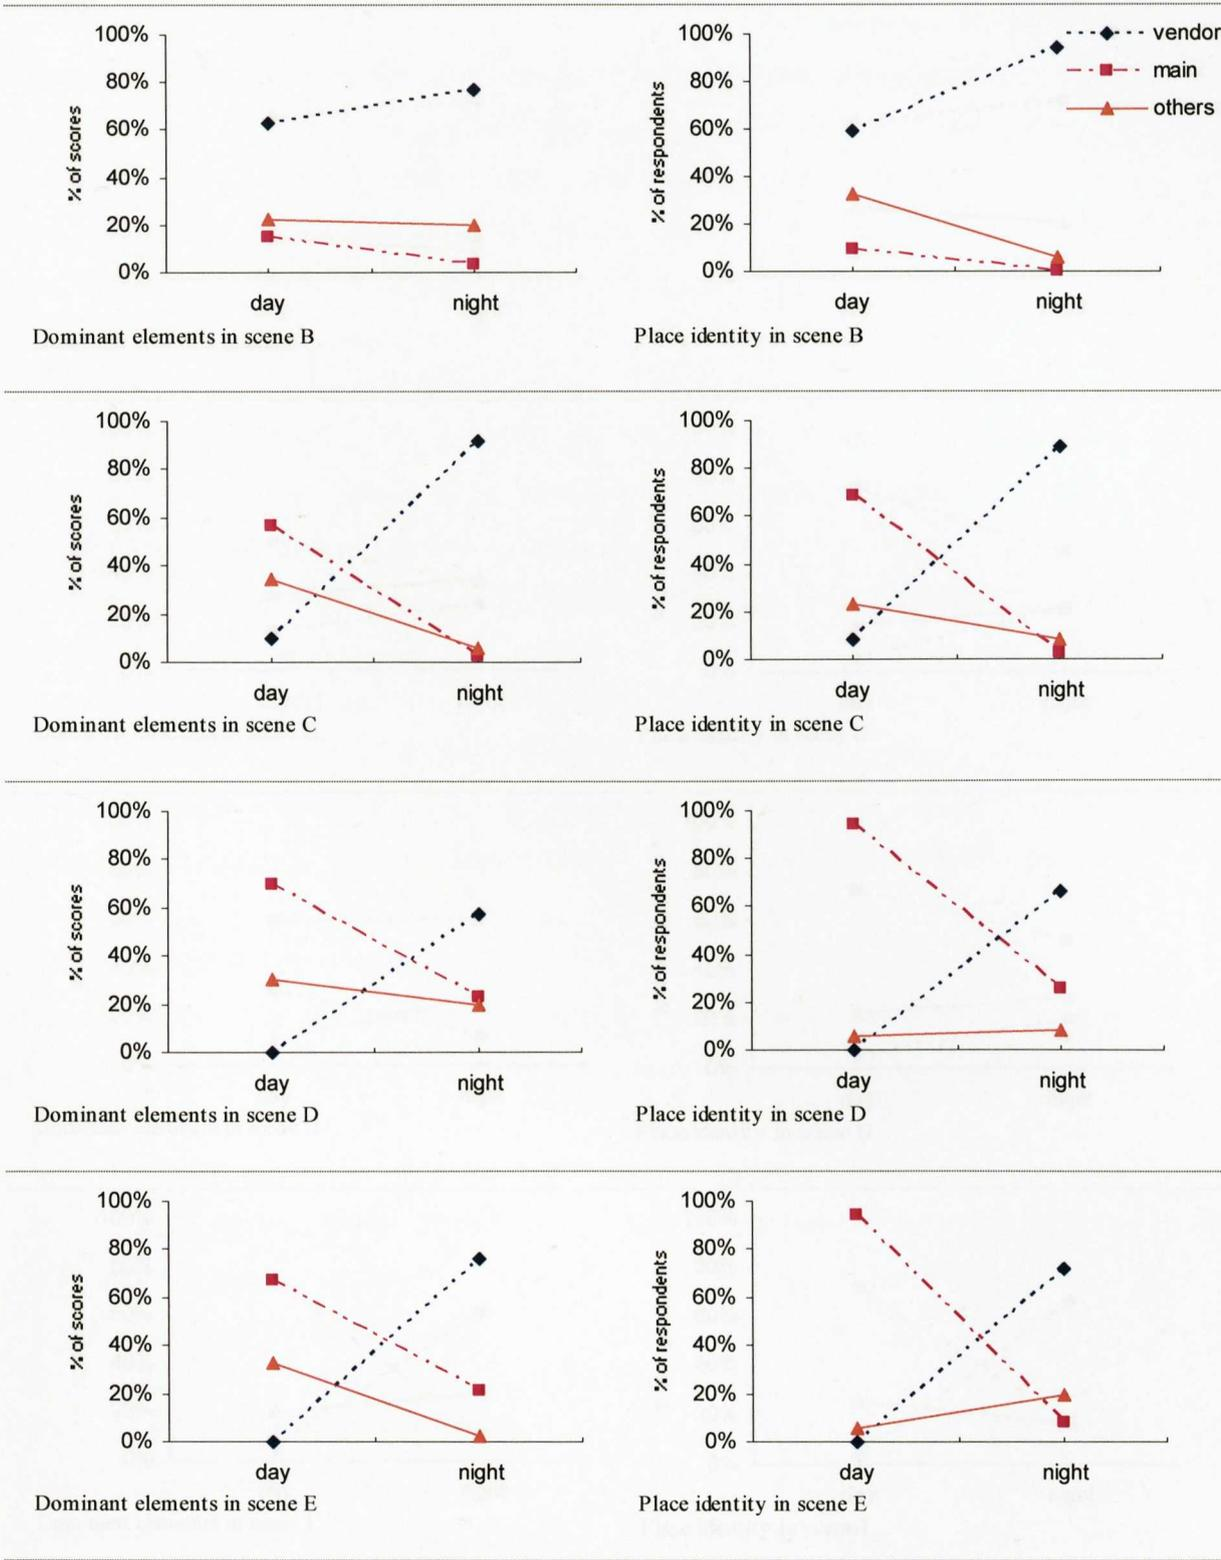 100%
80%
60%
40%
20%
0%
% of scores
day night
Dominant elements in scene B
100%
80%
60%
40%
20%
0%
% of respondents
day night
vendor
main
others
Place identity in scene B
100%
80%
60%
40%
20%
0%
% of scores
day night
Dominant elements in scene C
100%
80%
60%
40%
20%
0%
% of respondents
day night
Place identity in scene C
100%
80%
60%
40%
20%
0%
% of scores
day night
Dominant elements in scene D
100%
80%
60%
40%
20%
0%
% of respondents
day night
Place identity in scene D
100%
80%
60%
40%
20%
0%
% of scores
day night
Dominant elements in scene E
100%
80%
60%
40%
20%
0%
% of respondents
day night
Place identity in scene E